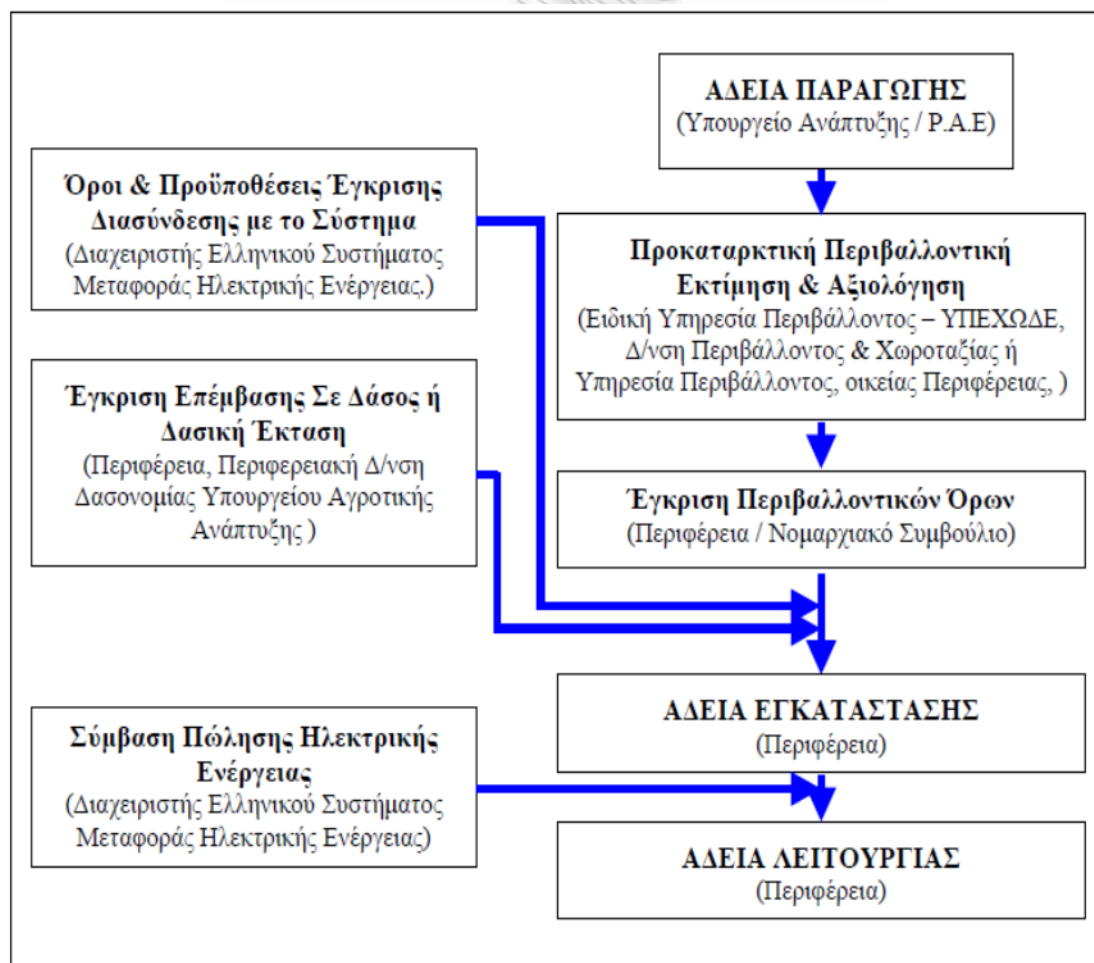 ΑΔΕΙΑ ΠΑΡΑΓΩΓΗΣ
(Υπουργείο Ανάπτυξης / Ρ.Α.Ε)
Όροι & Προϋποθέσεις Έγκρισης
Διασύνδεσης με το Σύστημα
(Διαχειριστής Ελληνικού Συστήματος
Μεταφοράς Ηλεκτρικής Ενέργειας.)
Προκαταρκτική Περιβαλλοντική
Εκτίμηση & Αξιολόγηση
(Ειδική Υπηρεσία Περιβάλλοντος – ΥΠΕΧΩΔΕ,
Δ/νση Περιβάλλοντος & Χωροταξίας ή
Υπηρεσία Περιβάλλοντος, οικείας Περιφέρειας, )
Έγκριση Επέμβασης Σε Δάσος ή
Δασική Έκταση
(Περιφέρεια, Περιφερειακή Δ/νση
Δασονομίας Υπουργείου Αγροτικής
Ανάπτυξης )
Έγκριση Περιβαλλοντικών Όρων
(Περιφέρεια / Νομαρχιακό Συμβούλιο)
ΑΔΕΙΑ ΕΓΚΑΤΑΣΤΑΣΗΣ
(Περιφέρεια)
Σύμβαση Πώλησης Ηλεκτρικής
Ενέργειας
(Διαχειριστής Ελληνικού Συστήματος
Μεταφοράς Ηλεκτρικής Ενέργειας)
ΑΔΕΙΑ ΛΕΙΤΟΥΡΓΙΑΣ
(Περιφέρεια)